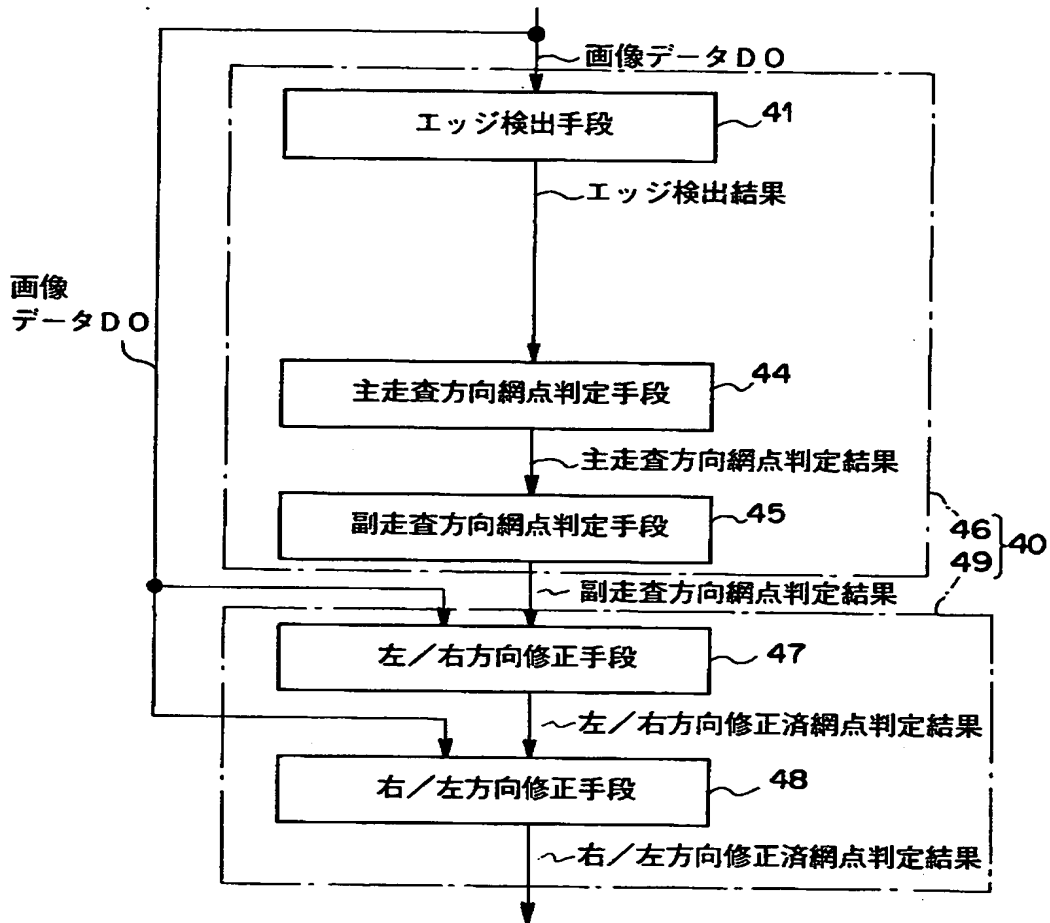 画像データDO
エッジ検出手段
41
エッジ検出結果
画像
データDO
主走査方向網点判定手段
44
主走査方向網点判定結果
副走査方向網点判定手段
45
46
49
40
副走査方向網点判定結果
左/右方向修正手段
47
左/右方向修正済網点判定結果
右/左方向修正手段
48
右/左方向修正済網点判定結果